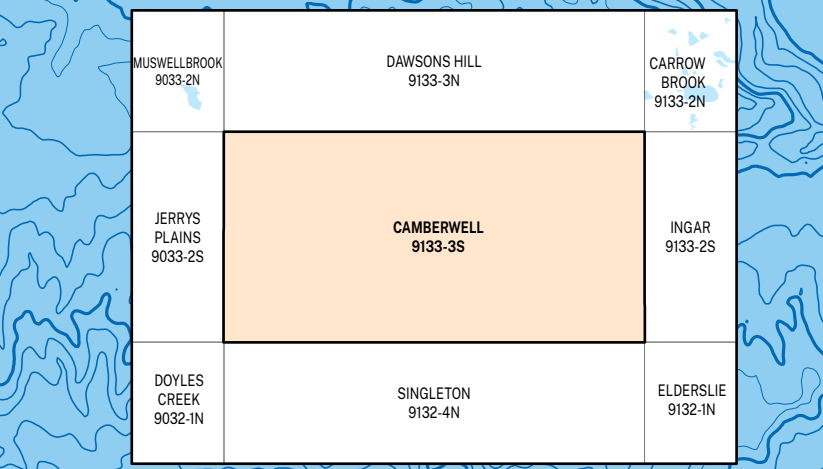 MUSWELLBROOK
9033-2N
DAWSONS HILL
9133-3N
CARROW
BROOK
9133-2N
JERRYS
PLAINS
9033-2S
CAMBERWELL
9133-3S
INGAR
9133-2S
DOYLES
CREEK
9032-1N
SINGLETON
9132-4N
ELDERSLIE
9132-1N